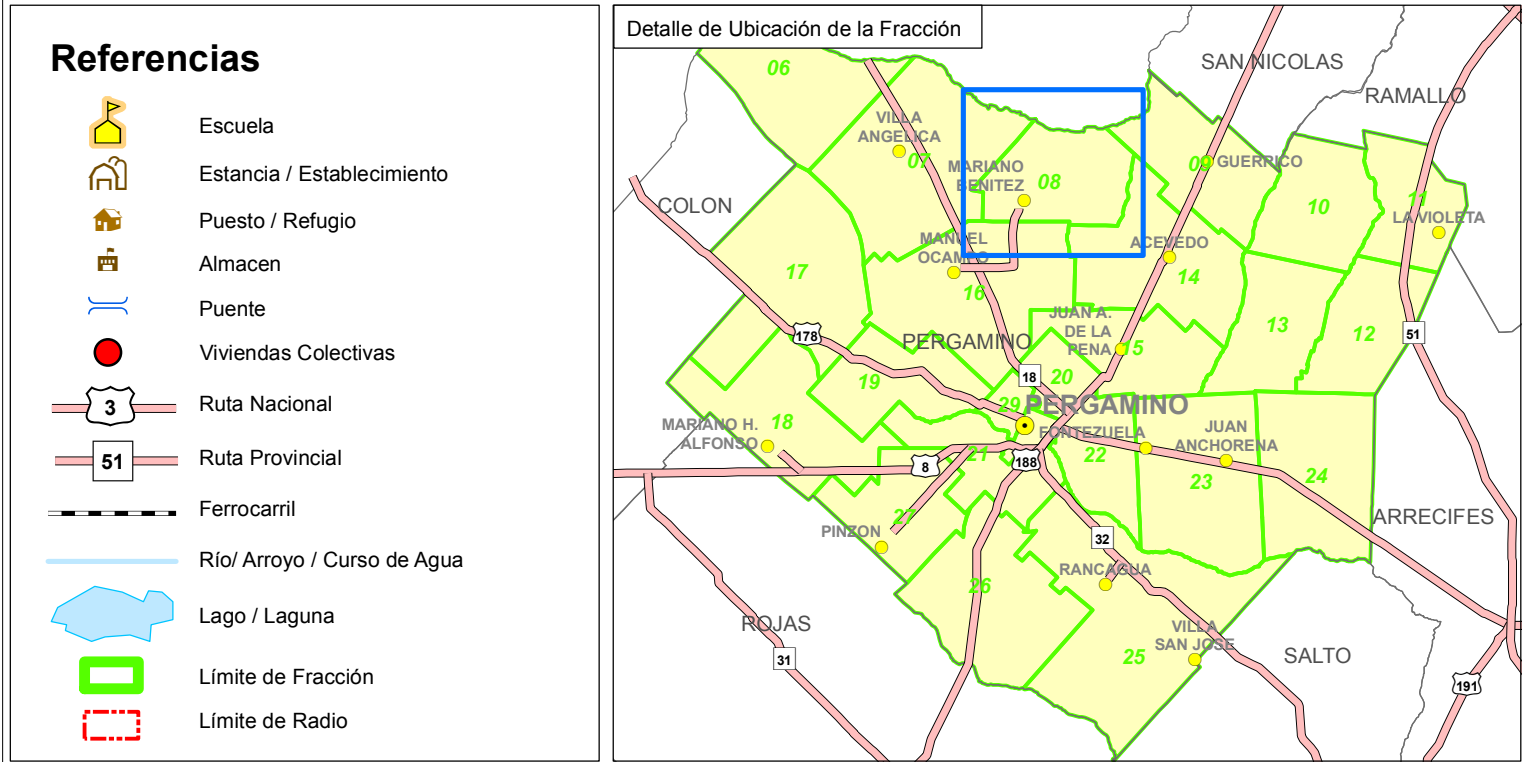 Referencias
Escuela
Estancia / Establecimiento
Puesto / Refugio
Almacen
Puente
Viviendas Colectivas
3
Ruta Nacional
51
Ruta Provincial
Ferrocarril
Río/ Arroyo / Curso de Agua
Lago / Laguna
Límite de Fracción
Límite de Radio
Detalle de Ubicación de la Fracción
SAN NICOLAS
06
RAMALLO
VILLA
ANGELICA
07
MARIANO
BENITEZ
08
09
GUERRICO
10
11
LA VIOLETA
COLON
MANUEL
OCAMPO
ACEVEDO
14
17
16
13
12
JUAN A.
DE LA
PENA
15
178
PERGAMINO
51
18
20
19
29
PERGAMINO
MARIANO H.
ALFONSO
18
FONTEZUELA
JUAN
ANCHORENA
8
21
188
22
23
24
27
PINZON
32
ARRECIFES
RANCAGUA
26
ROJAS
31
VILLA
SAN JOSE
25
SALTO
191